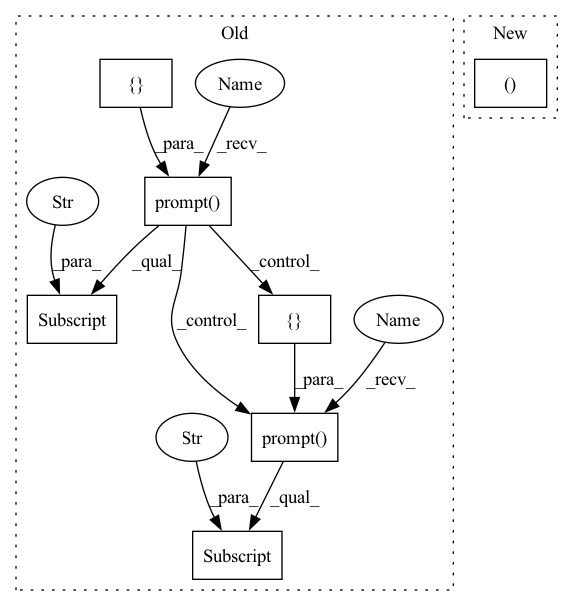 Old
New
{}
Name
()
_para_
_recv_
Str
prompt()
_para_
_qual_
_control_
Subscript
_control_
{}
Name
_para_
_recv_
Str
prompt()
_para_
_qual_
Subscript